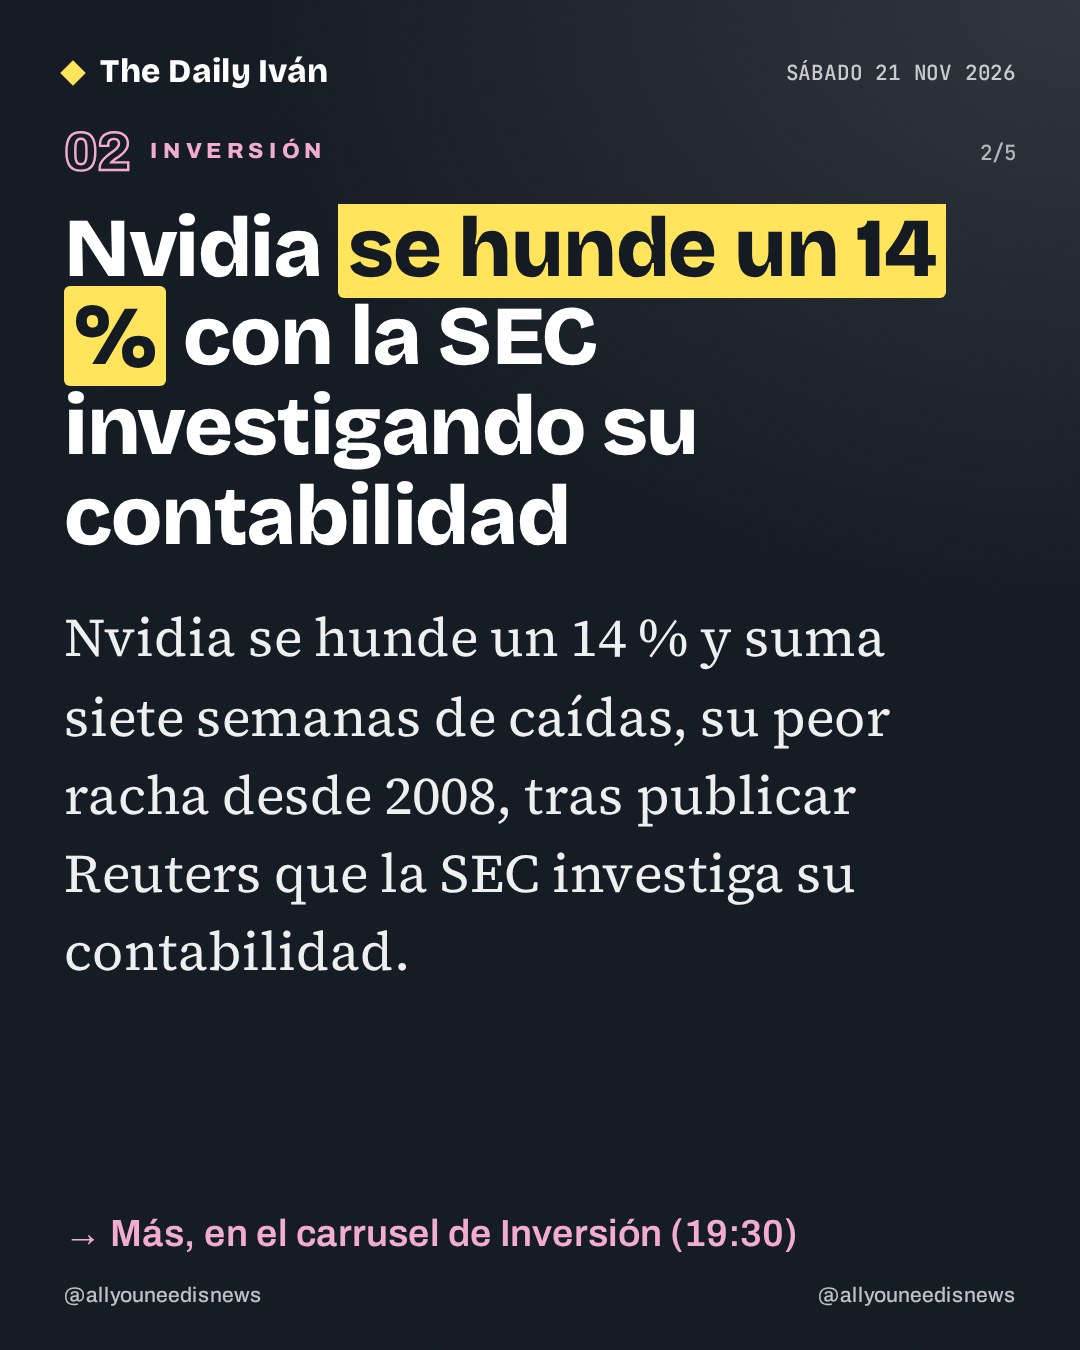 The Daily Iván
SÁBADO 21 NOV 2026
02 INVERSIÓN
2/5
Nvidia se hunde un 14
% con la SEC
investigando su
contabilidad
Nvidia se hunde un 14 % y suma
siete semanas de caídas, su peor
racha desde 2008, tras publicar
Reuters que la SEC investiga su
contabilidad.
→ Más, en el carrusel de Inversión (19:30)
@allyouneedisnews
@allyouneedisnews